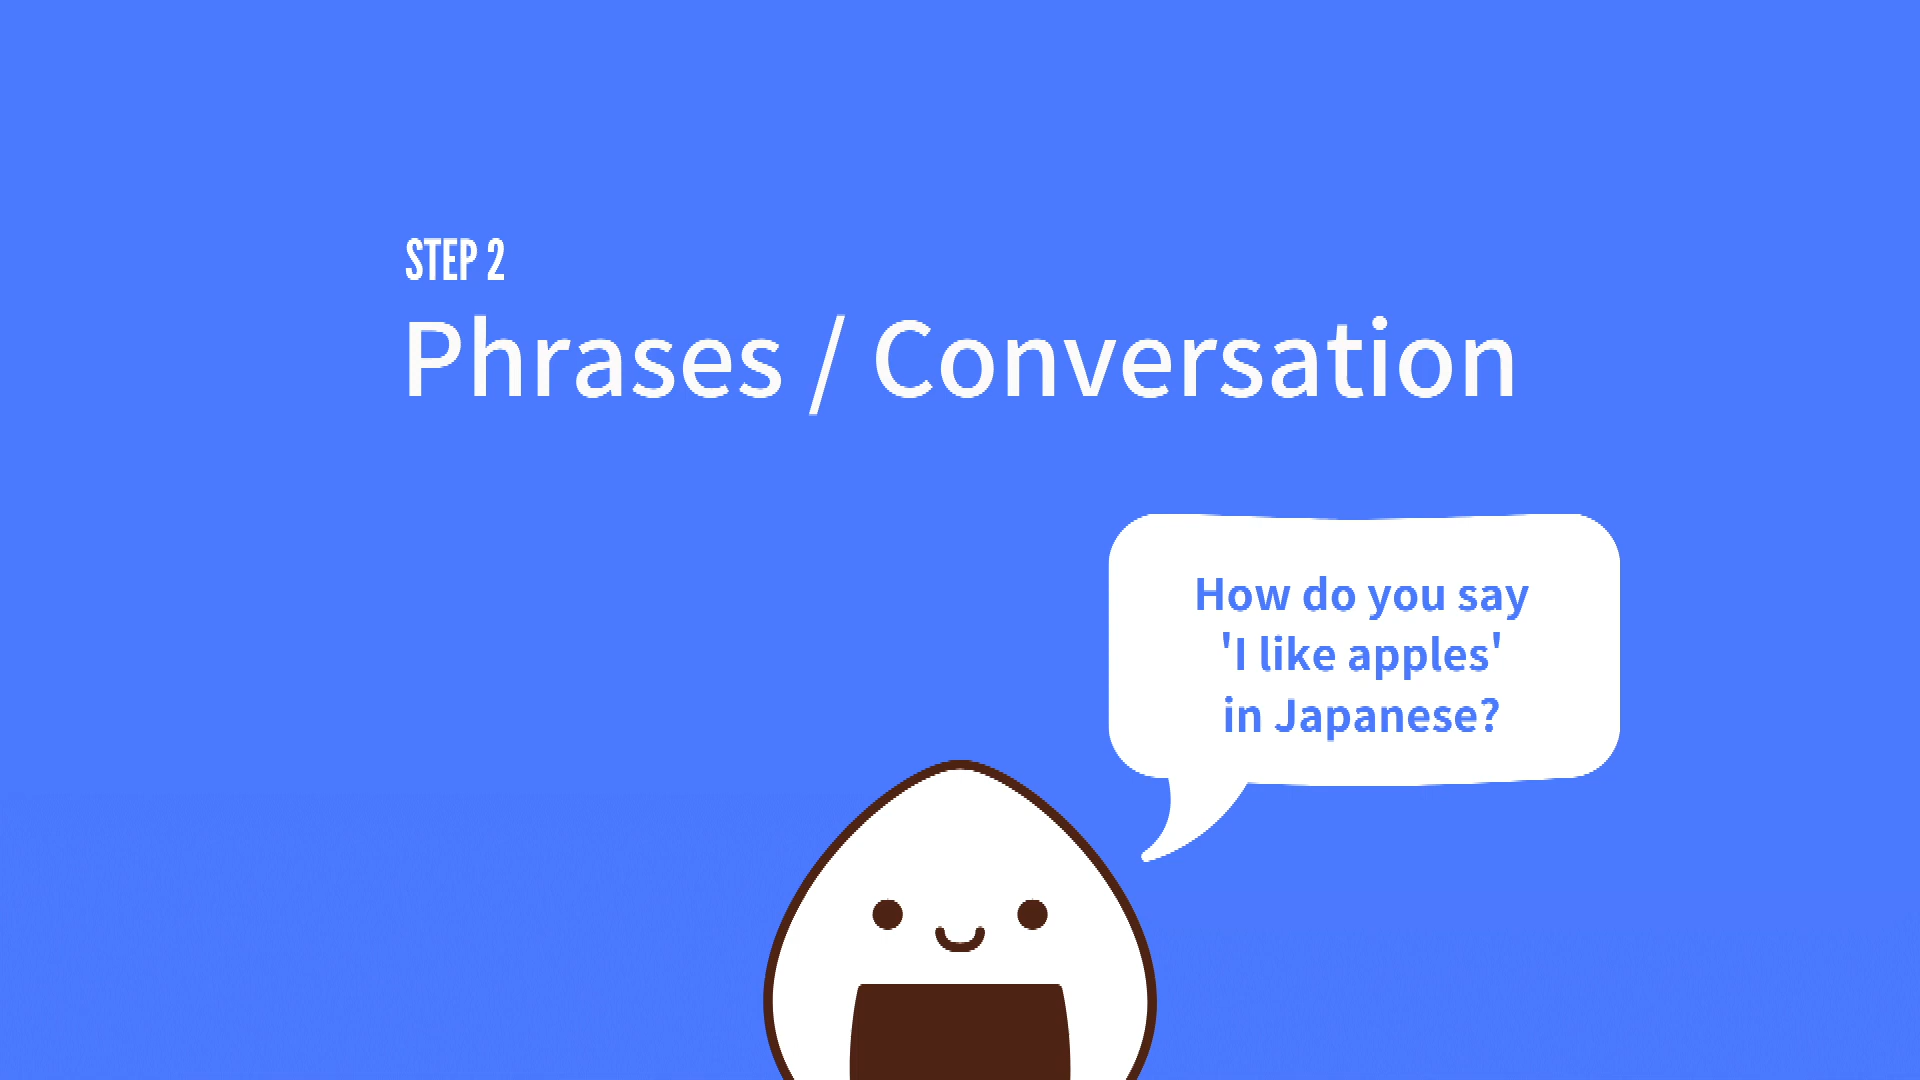 STEP 2
Phrases / Conversation
How do you say
'I like apples'
in Japanese?